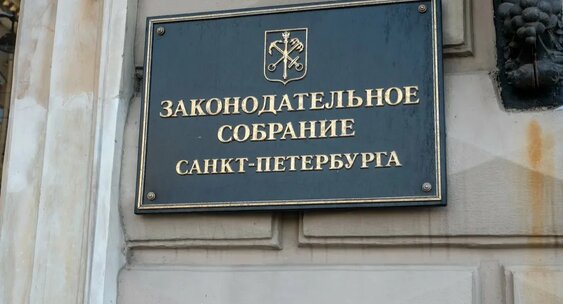 ЗАКОНОДАТЕЛЬНОЕ
СОБРАНИЕ
САНКТ-ПЕТЕРБУРГА